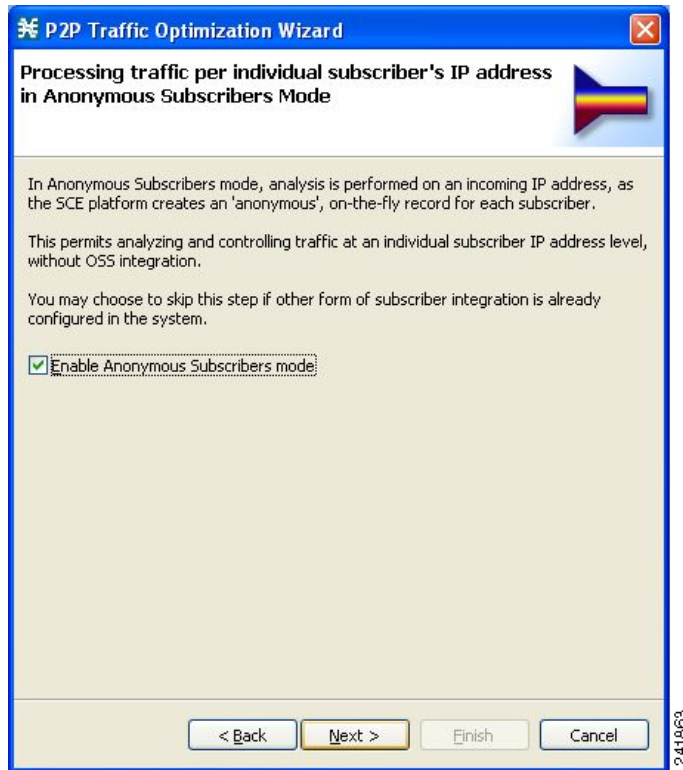 P2P Traffic Optimization Wizard
Processing traffic per individual subscriber's IP address
in Anonymous Subscribers Mode
In Anonymous Subscribers mode, analysis is performed on an incoming IP address, as
the SCE platform creates an 'anonymous', on-the-fly record for each subscriber.
This permits analyzing and controlling traffic at an individual subscriber IP address level,
without OSS integration.
You may choose to skip this step if other form of subscriber integration is already
configured in the system.
Enable Anonymous Subscribers mode
< Back
Next >
Finish
Cancel
241963